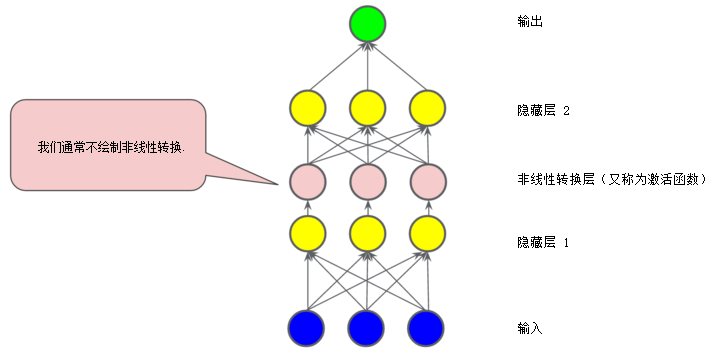 输出
隐藏层 2
我们通常不绘制非线性转换.
非线性转换层（又称为激活函数）
隐藏层 1
输入